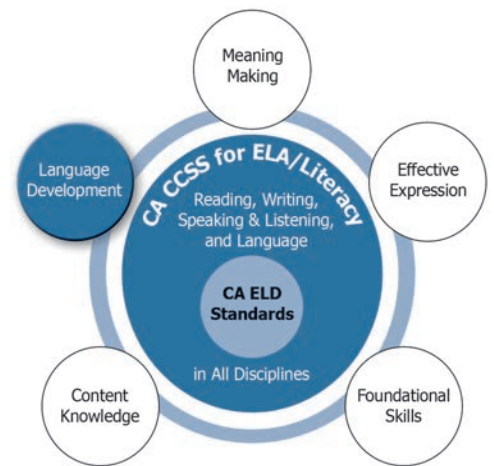 Meaning
Making
Language
Development
Effective
Expression
CA CCSS for ELA/Literacy
Reading, Writing,
Speaking & Listening,
and Language
CA ELD
Standards
in All Disciplines
Content
Knowledge
Foundational
Skills